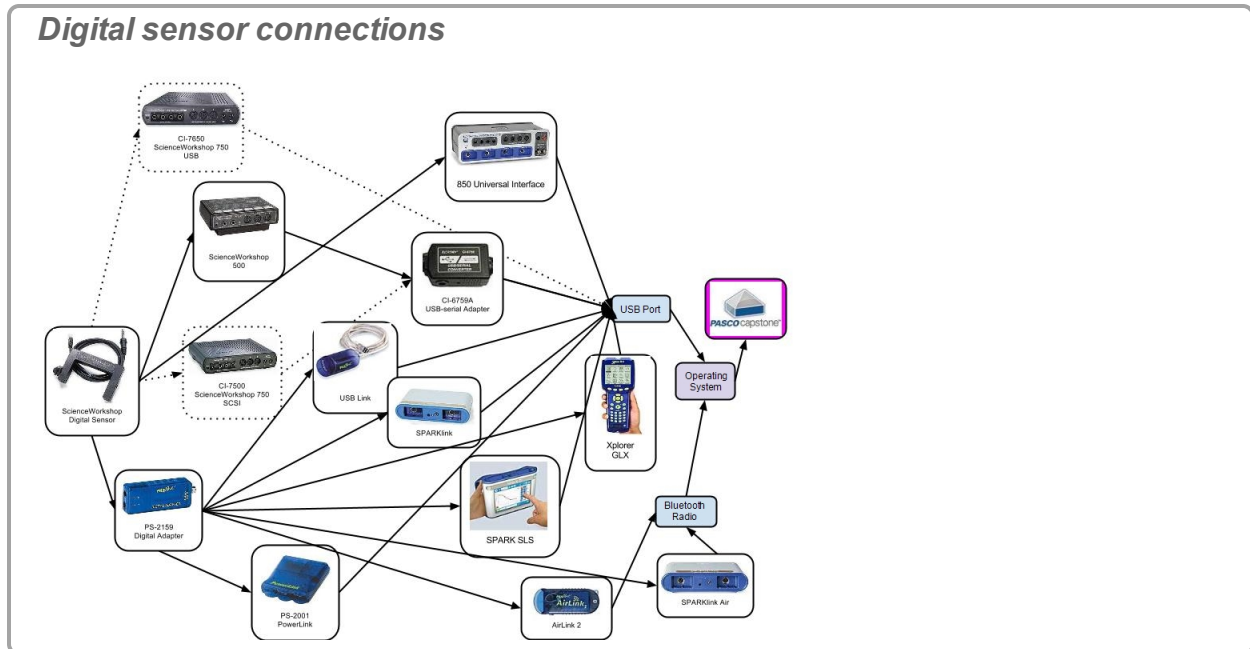 Digital sensor connections
CI-7650
ScienceWorkshop 750
USB
850 Universal Interface
ScienceWorkshop
500
CI-6759A
USB-serial Adapter
USB Port
PASCO capstone
Operating
System
ScienceWorkshop
Digital Sensor
CI-7500
ScienceWorkshop 750
SCSI
USB Link
SPARKlink
Xplorer
GLX
PS-2159
Digital Adapter
SPARK SLS
Bluetooth
Radio
PS-2001
PowerLink
PowerLink
AirLink
AirLink 2
SPARKlink Air